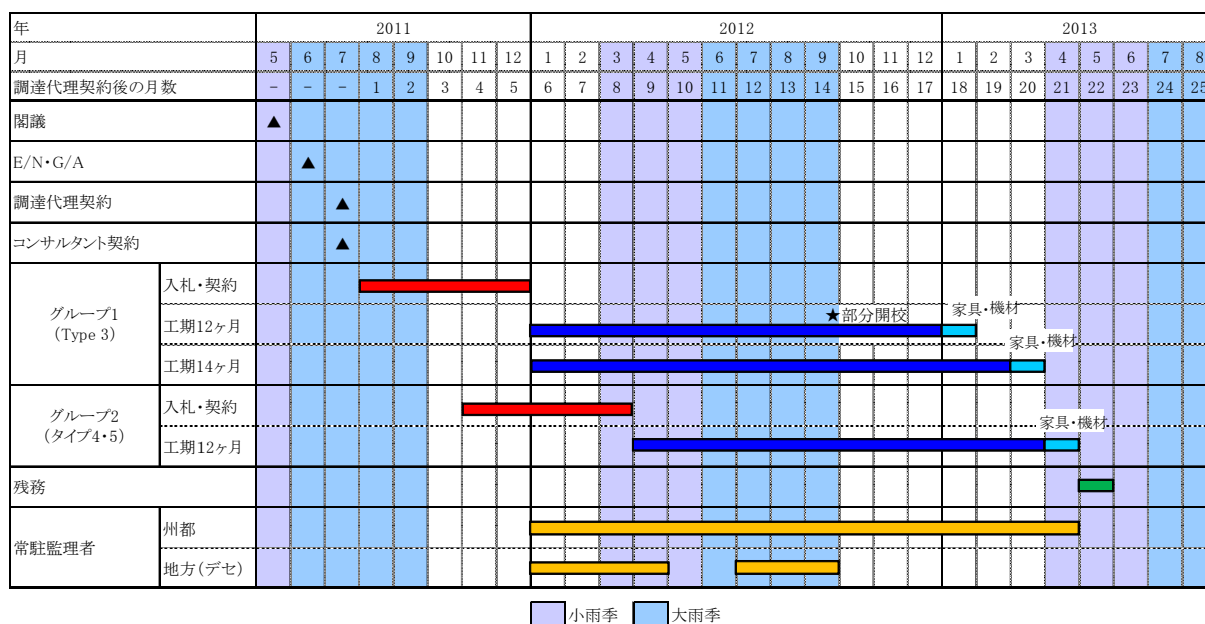 年 2011 2012 2013
月 5 6 7 8 9 10 11 12 1 2 3 4 5 6 7 8 9 10 11 12 1 2 3 4 5 6 7 8
調達代理契約後の月数 － － － 1 2 3 4 5 6 7 8 9 10 11 12 13 14 15 16 17 18 19 20 21 22 23 24 25
閣議 ▲
E/N・G/A ▲
調達代理契約 ▲
コンサルタント契約 ▲
グループ1
(Type 3)
入札・契約
工期12ヶ月 ★部分開校 家具・機材
工期14ヶ月 家具・機材
グループ2
(タイプ4・5)
入札・契約
工期12ヶ月 家具・機材
残務
常駐監理者
州都
地方(デセ)
小雨季 大雨季